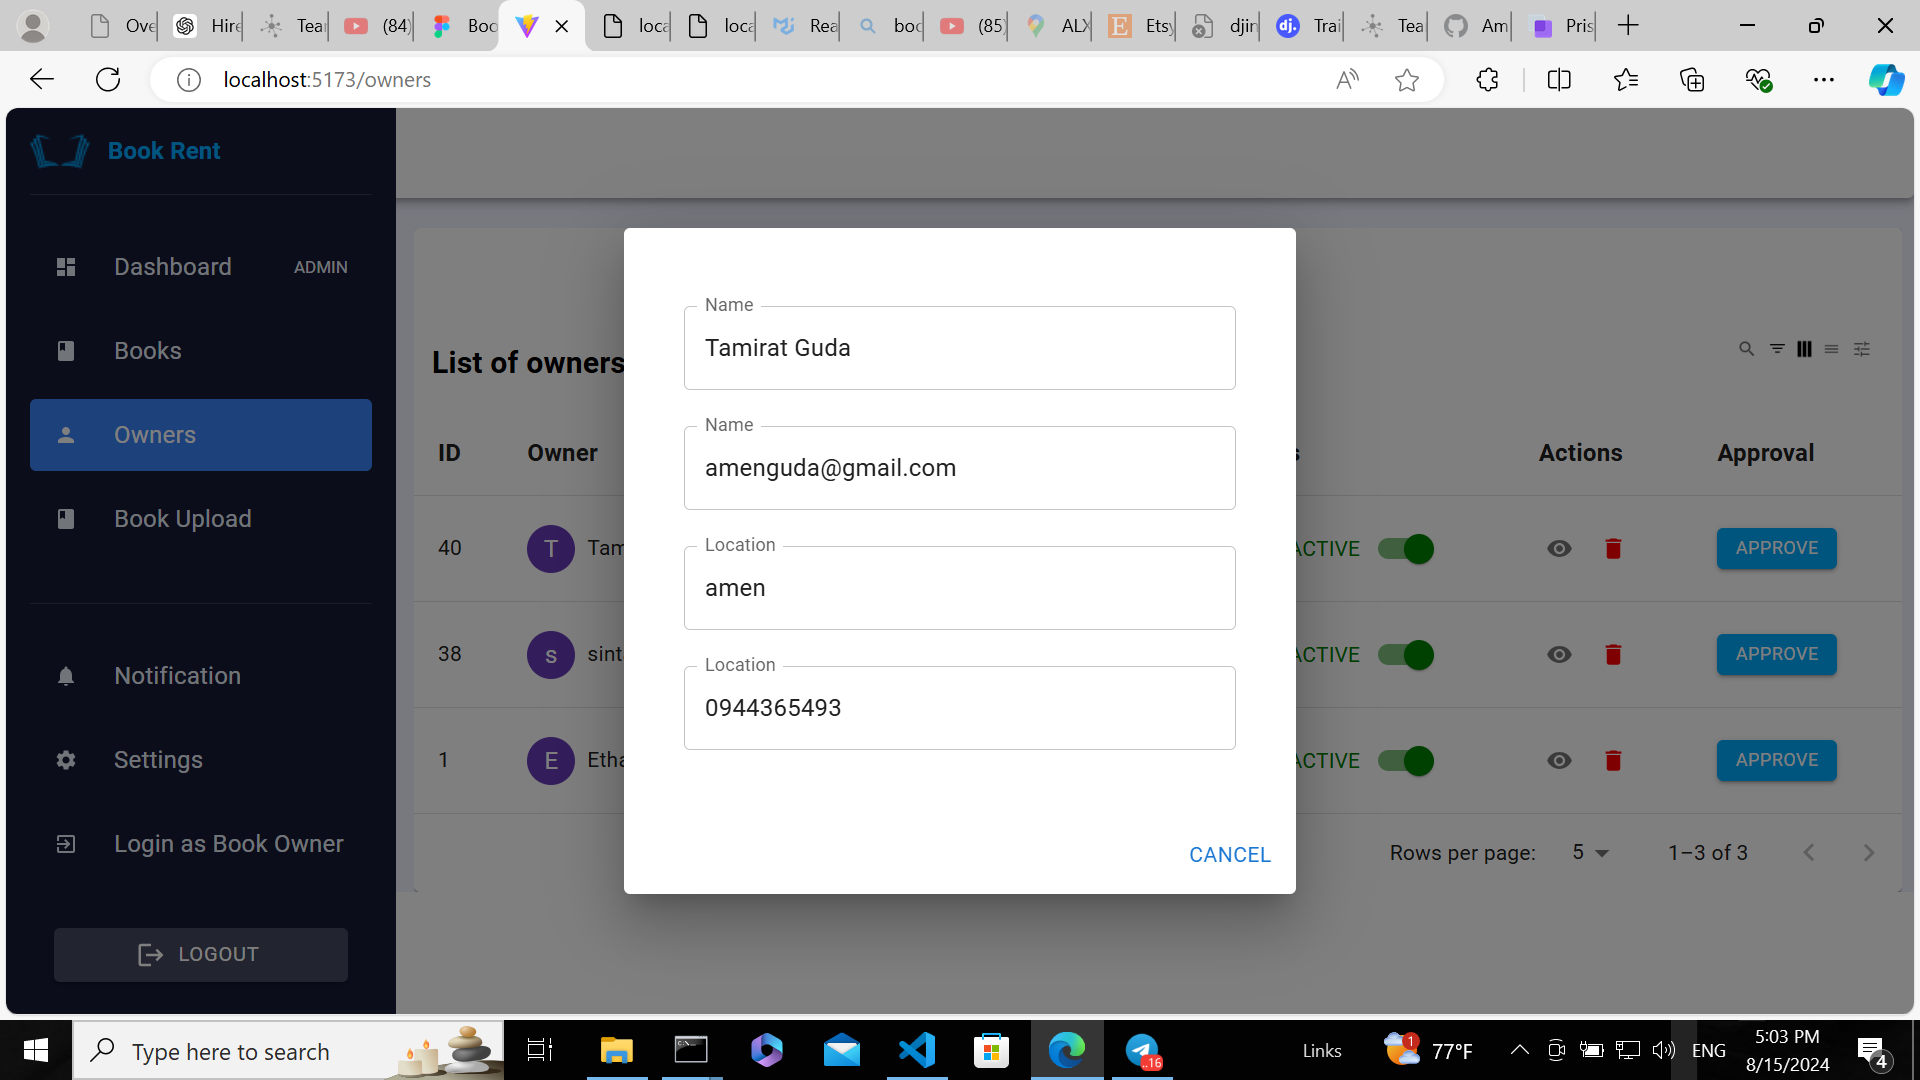 Ove
Hire
Tear
(84)
Boo
loca
loca
Rea
boo
(85)
ALX
Etsy
djin
dj.
Trai
Tea
Am
Pris
localhost:5173/owners
Book Rent
Dashboard ADMIN
Books
Owners
Book Upload
Notification
Settings
Login as Book Owner
LOGOUT
List of owners
ID Owner Actions Approval
40 T Tam ACTIVE APPROVE
38 s sint ACTIVE APPROVE
1 E Etha ACTIVE APPROVE
Rows per page: 5 1–3 of 3
Name
Tamirat Guda
Name
amenguda@gmail.com
Location
amen
Location
0944365493
CANCEL
Type here to search
..16
Links
1
77°F
ENG
5:03 PM
8/15/2024
4